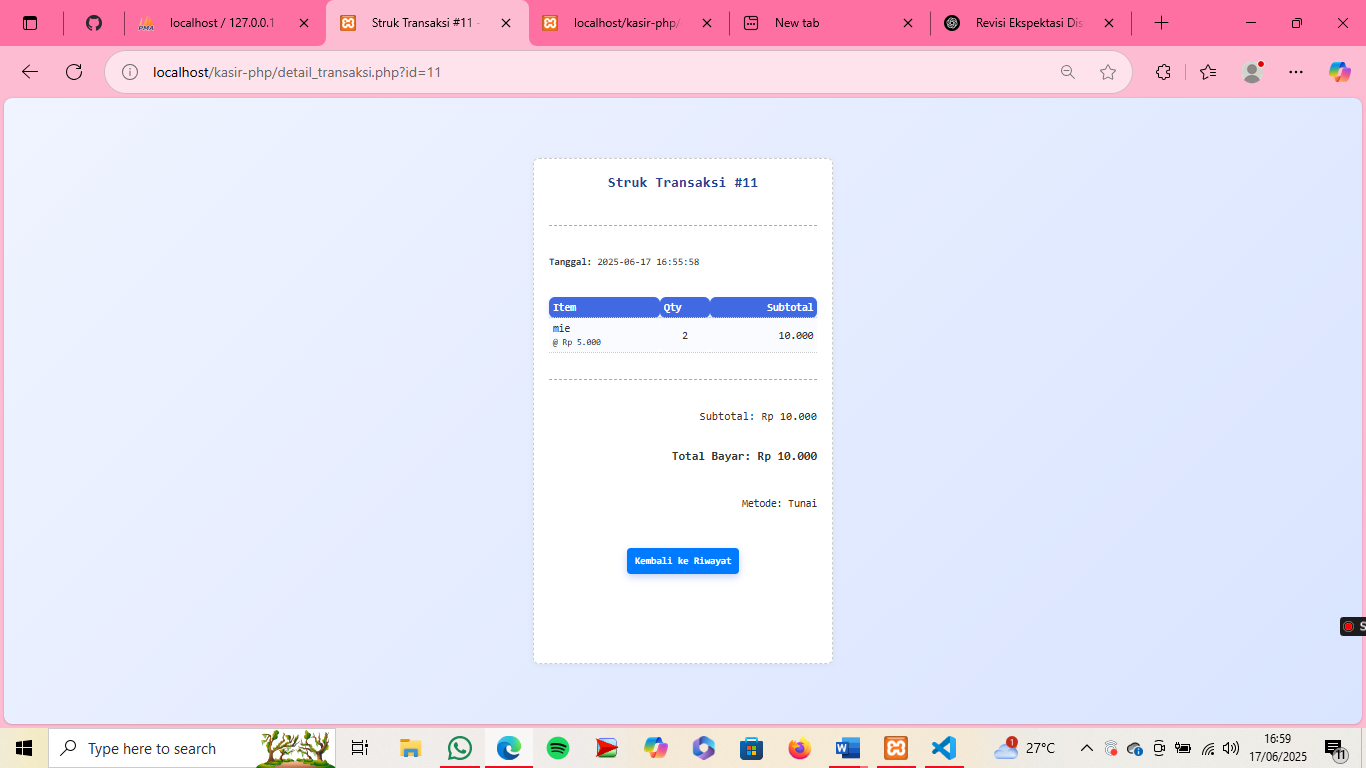 localhost / 127.0.0.1
Struk Transaksi #11 -
localhost/kasir-php/
New tab
Revisi Ekspektasi Dis
localhost/kasir-php/detail_transaksi.php?id=11
Struk Transaksi #11
Tanggal: 2025-06-17 16:55:58
Item Qty Subtotal
mie 2 10.000
@ Rp 5.000
Subtotal: Rp 10.000
Total Bayar: Rp 10.000
Metode: Tunai
Kembali ke Riwayat
S
Type here to search
1
27°C
16:59
17/06/2025
11